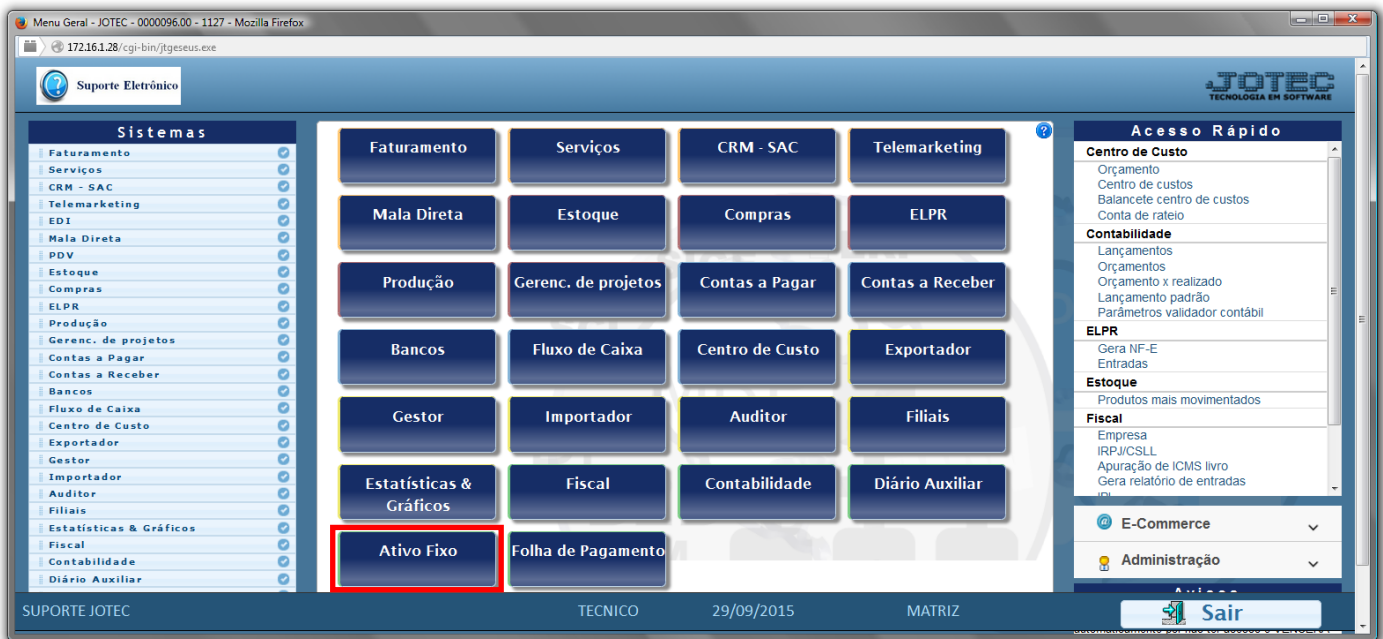 Menu Geral - JOTEC - 0000096.00 - 1127 - Mozilla Firefox
172.16.1.28/cgi-bin/jtgeseus.exe
Suporte Eletrônico
JOTEC
TECNOLOGIA EM SOFTWARE
Sistemas
Faturamento
Serviços
CRM - SAC
Telemarketing
EDI
Mala Direta
PDV
Estoque
Compras
ELPR
Produção
Gerenc. de projetos
Contas a Pagar
Contas a Receber
Bancos
Fluxo de Caixa
Centro de Custo
Exportador
Gestor
Importador
Auditor
Filiais
Estatísticas & Gráficos
Fiscal
Contabilidade
Diário Auxiliar
Faturamento Serviços CRM - SAC Telemarketing
Mala Direta Estoque Compras ELPR
Produção Gerenc. de projetos Contas a Pagar Contas a Receber
Bancos Fluxo de Caixa Centro de Custo Exportador
Gestor Importador Auditor Filiais
Estatísticas & Gráficos Fiscal Contabilidade Diário Auxiliar
Ativo Fixo Folha de Pagamento
Acesso Rápido
Centro de Custo
Orçamento
Centro de custos
Balancete centro de custos
Conta de rateio
Contabilidade
Lançamentos
Orçamentos
Orçamento x realizado
Lançamento padrão
Parâmetros validador contábil
ELPR
Gera NF-E
Entradas
Estoque
Produtos mais movimentados
Fiscal
Empresa
IRPJ/CSLL
Apuração de ICMS livro
Gera relatório de entradas
IPI
E-Commerce
Administração
Avisos
SUPORTE JOTEC TECNICO 29/09/2015 MATRIZ Sair